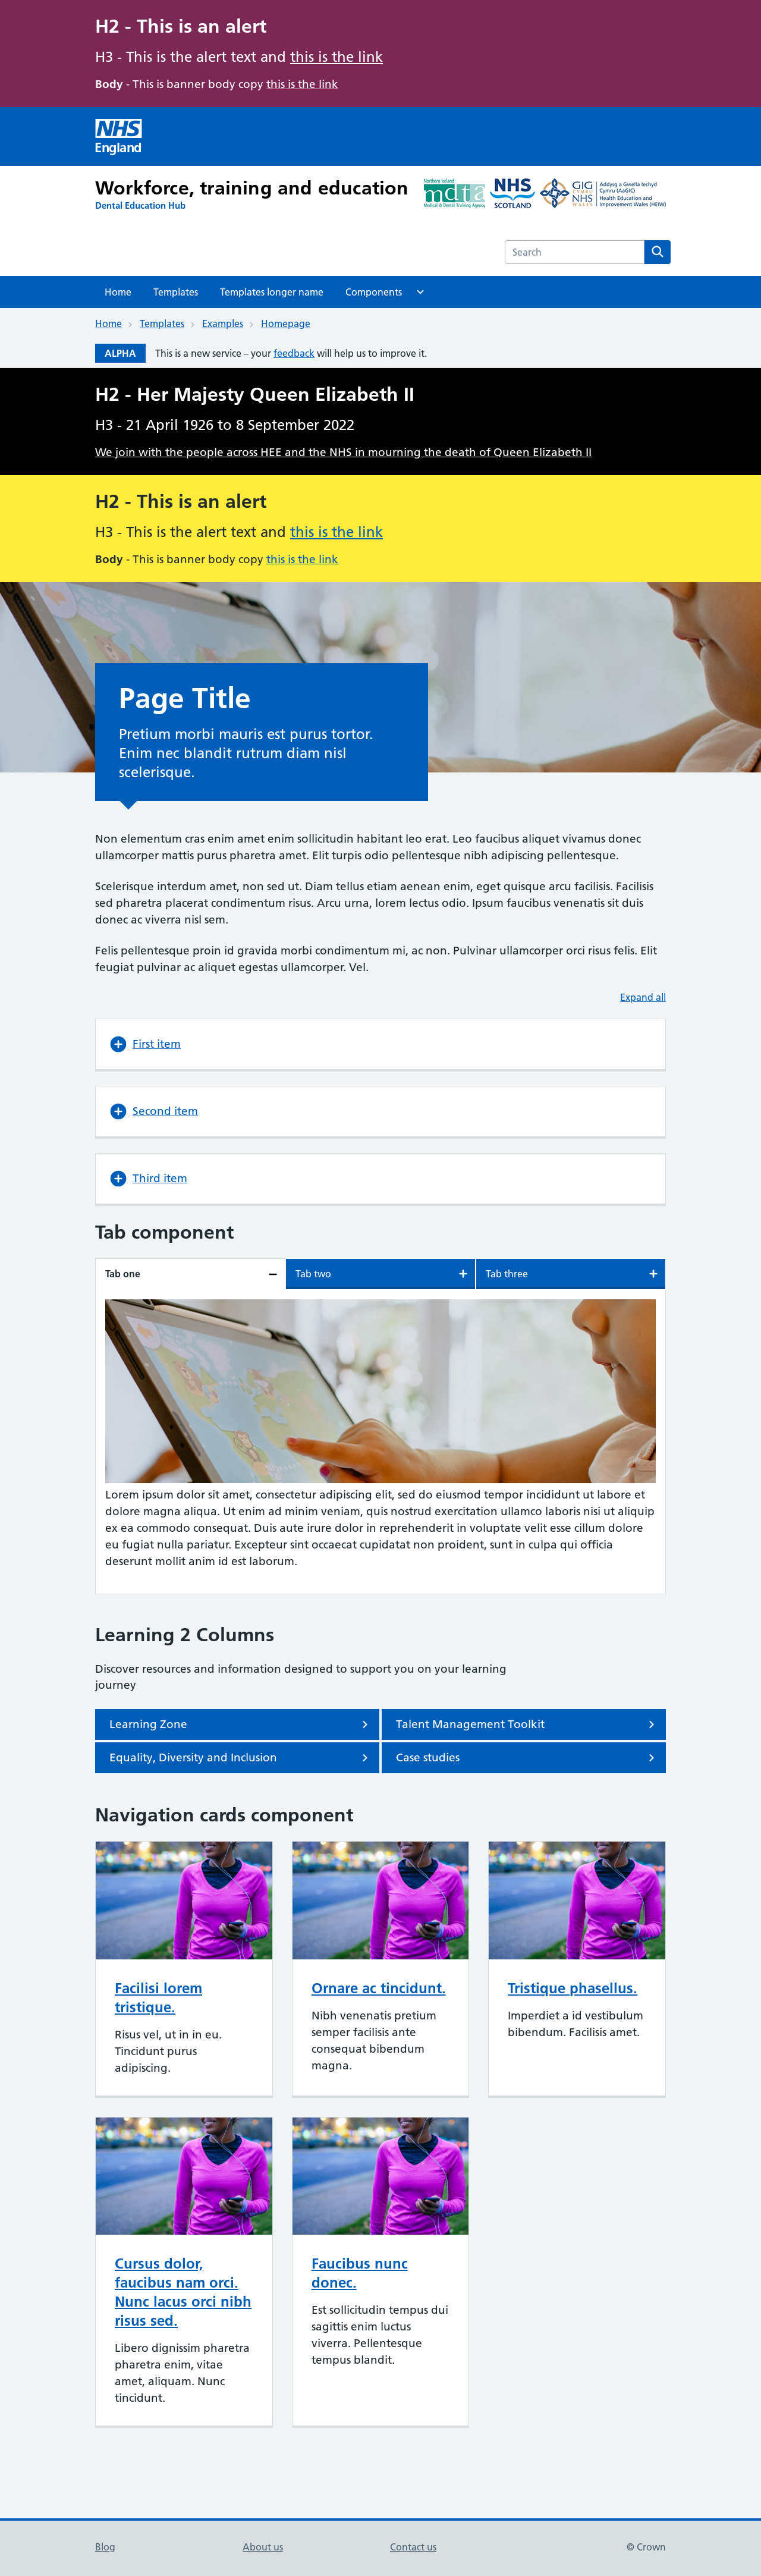 H2 - This is an alert
H3 - This is the alert text and this is the link
Body - This is banner body copy this is the link
NHS
England
Workforce, training and education
Dental Education Hub
Northern Ireland
mdta
Medical & Dental Training Agency
NHS
SCOTLAND
GIG
CYMRU
NHS
WALES
Addysg a Gwella Iechyd
Cymru (AaGIC)
Health Education and
Improvement Wales (HEIW)
Search
Home
Templates
Templates longer name
Components
Home
Templates
Examples
Homepage
ALPHA
This is a new service – your feedback will help us to improve it.
H2 - Her Majesty Queen Elizabeth II
H3 - 21 April 1926 to 8 September 2022
We join with the people across HEE and the NHS in mourning the death of Queen Elizabeth II
H2 - This is an alert
H3 - This is the alert text and this is the link
Body - This is banner body copy this is the link
Page Title
Pretium morbi mauris est purus tortor.
Enim nec blandit rutrum diam nisl
scelerisque.
Non elementum cras enim amet enim sollicitudin habitant leo erat. Leo faucibus aliquet vivamus donec
ullamcorper mattis purus pharetra amet. Elit turpis odio pellentesque nibh adipiscing pellentesque.
Scelerisque interdum amet, non sed ut. Diam tellus etiam aenean enim, eget quisque arcu facilisis. Facilisis
sed pharetra placerat condimentum risus. Arcu urna, lorem lectus odio. Ipsum faucibus venenatis sit duis
donec ac viverra nisl sem.
Felis pellentesque proin id gravida morbi condimentum mi, ac non. Pulvinar ullamcorper orci risus felis. Elit
feugiat pulvinar ac aliquet egestas ullamcorper. Vel.
Expand all
First item
Second item
Third item
Tab component
Tab one
Tab two
Tab three
Lorem ipsum dolor sit amet, consectetur adipiscing elit, sed do eiusmod tempor incididunt ut labore et
dolore magna aliqua. Ut enim ad minim veniam, quis nostrud exercitation ullamco laboris nisi ut aliquip
ex ea commodo consequat. Duis aute irure dolor in reprehenderit in voluptate velit esse cillum dolore
eu fugiat nulla pariatur. Excepteur sint occaecat cupidatat non proident, sunt in culpa qui officia
deserunt mollit anim id est laborum.
Learning 2 Columns
Discover resources and information designed to support you on your learning
journey
Learning Zone
Talent Management Toolkit
Equality, Diversity and Inclusion
Case studies
Navigation cards component
Facilisi lorem
tristique.
Risus vel, ut in in eu.
Tincidunt purus
adipiscing.
Ornare ac tincidunt.
Nibh venenatis pretium
semper facilisis ante
consequat bibendum
magna.
Tristique phasellus.
Imperdiet a id vestibulum
bibendum. Facilisis amet.
Cursus dolor,
faucibus nam orci.
Nunc lacus orci nibh
risus sed.
Libero dignissim pharetra
pharetra enim, vitae
amet, aliquam. Nunc
tincidunt.
Faucibus nunc
donec.
Est sollicitudin tempus dui
sagittis enim luctus
viverra. Pellentesque
tempus blandit.
Blog
About us
Contact us
© Crown